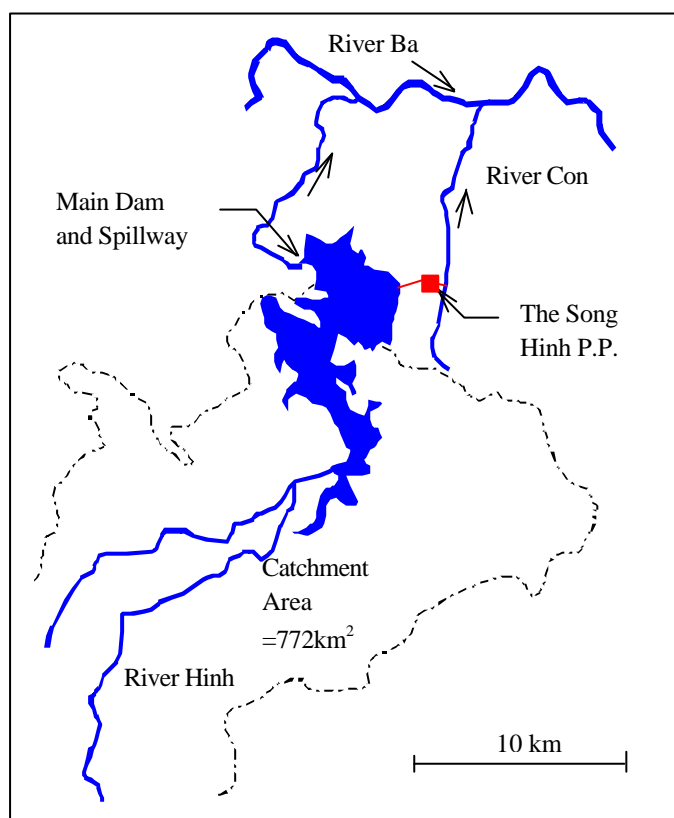 River Ba
River Con
Main Dam
and Spillway
The Song
Hinh P.P.
Catchment
Area
=772km²
River Hinh
10 km